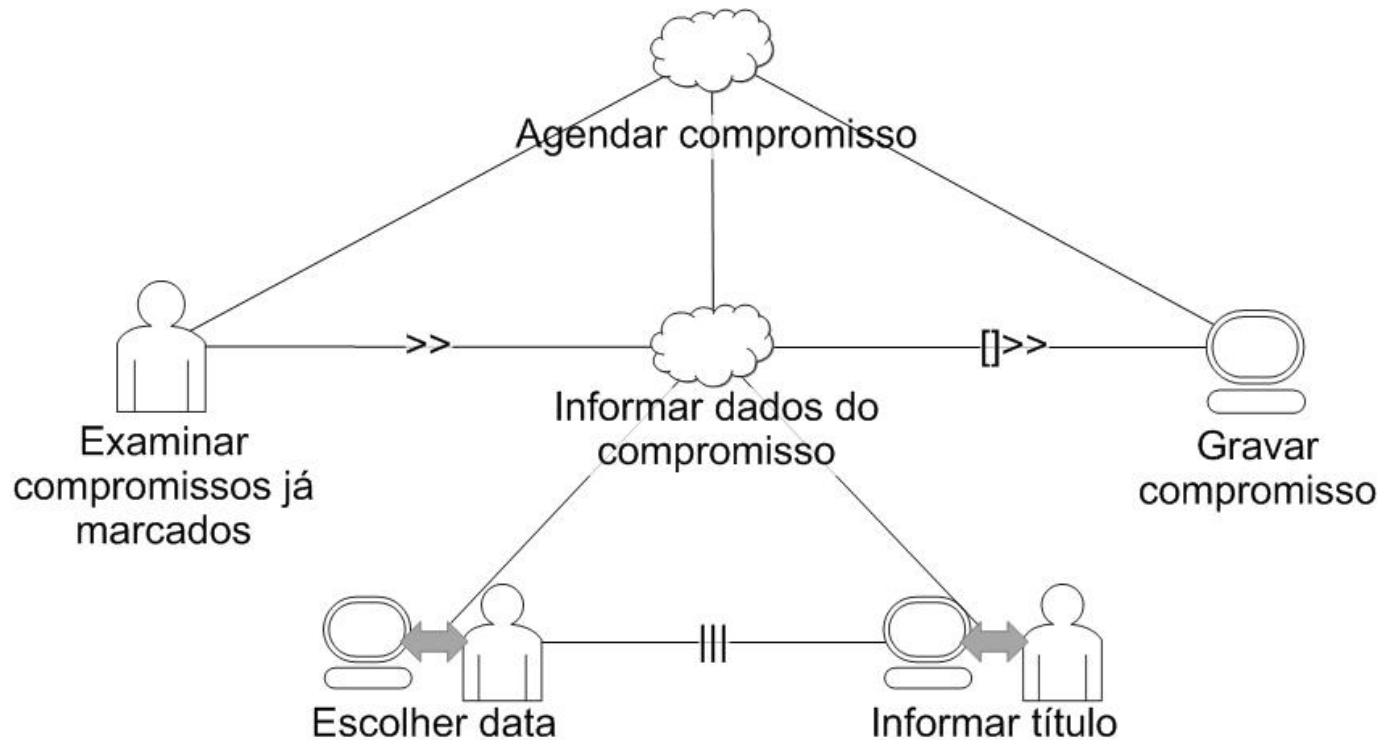 Agendar compromisso
>>
[]>>
Examinar
compromissos já
marcados
Informar dados do
compromisso
Gravar
compromisso
|||
Escolher data
Informar título